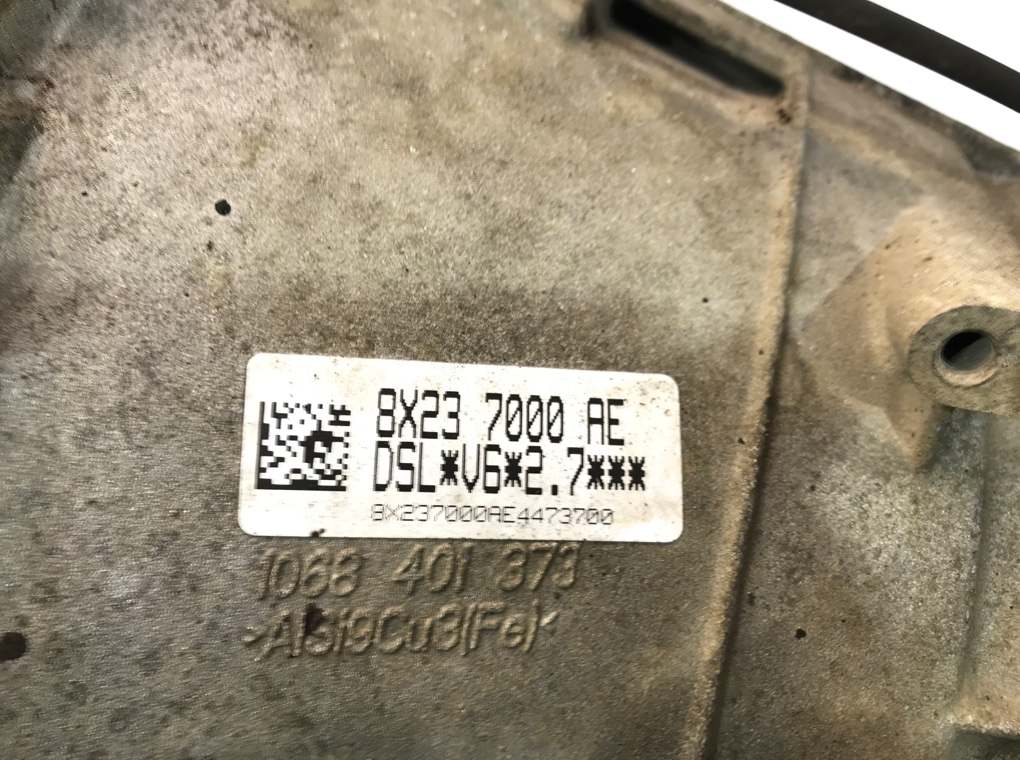 8X23 7000 AE
DSL*V6*2.7***
8X237000AE4473700
1068 401 373
>AlSi9Cu3(Fe)<